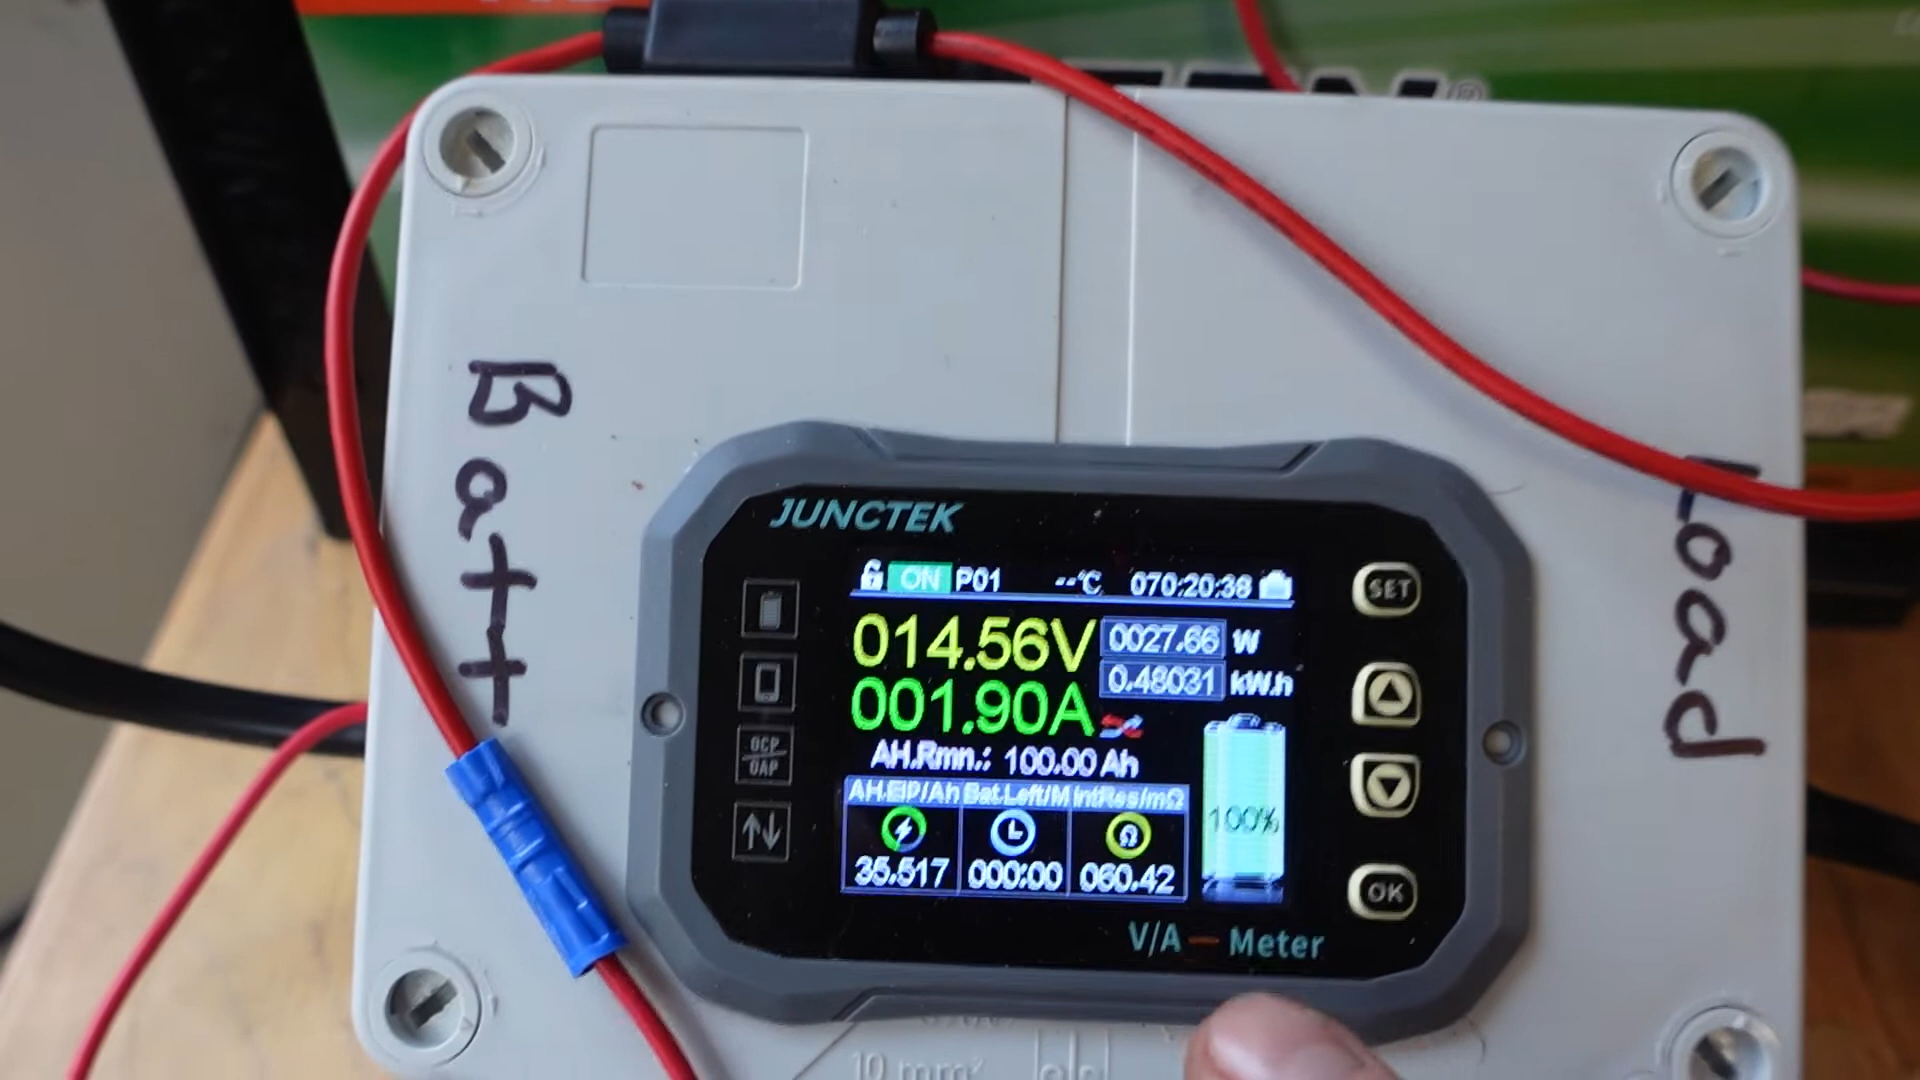 Batt
Load
JUNCTEK
ON P01 --°C 070:20:38
014.56V 0027.66 W
0.48031 kW.h
001.90A
AH.Rmn.: 100.00 Ah
AH.ElP/Ah Bat.Left/M IntRes/mΩ
Ω
35.517 000:00 060.42
100%
OCP
OAP
SET
OK
V/A — Meter
10 mm²